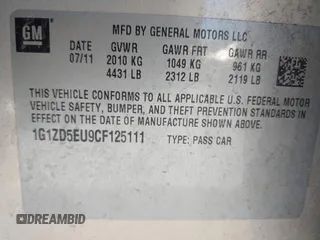 GM
MFD BY GENERAL MOTORS LLC
DATE GVWR GAWR FRT GAWR RR
07/11 2010 KG 1049 KG 961 KG
4431 LB 2312 LB 2119 LB
THIS VEHICLE CONFORMS TO ALL APPLICABLE U.S. FEDERAL MOTOR
VEHICLE SAFETY, BUMPER, AND THEFT PREVENTION STANDARDS IN
EFFECT ON THE DATE OF MANUFACTURE SHOWN ABOVE.
1G1ZD5EU9CF125111 TYPE: PASS CAR
DREAMBID